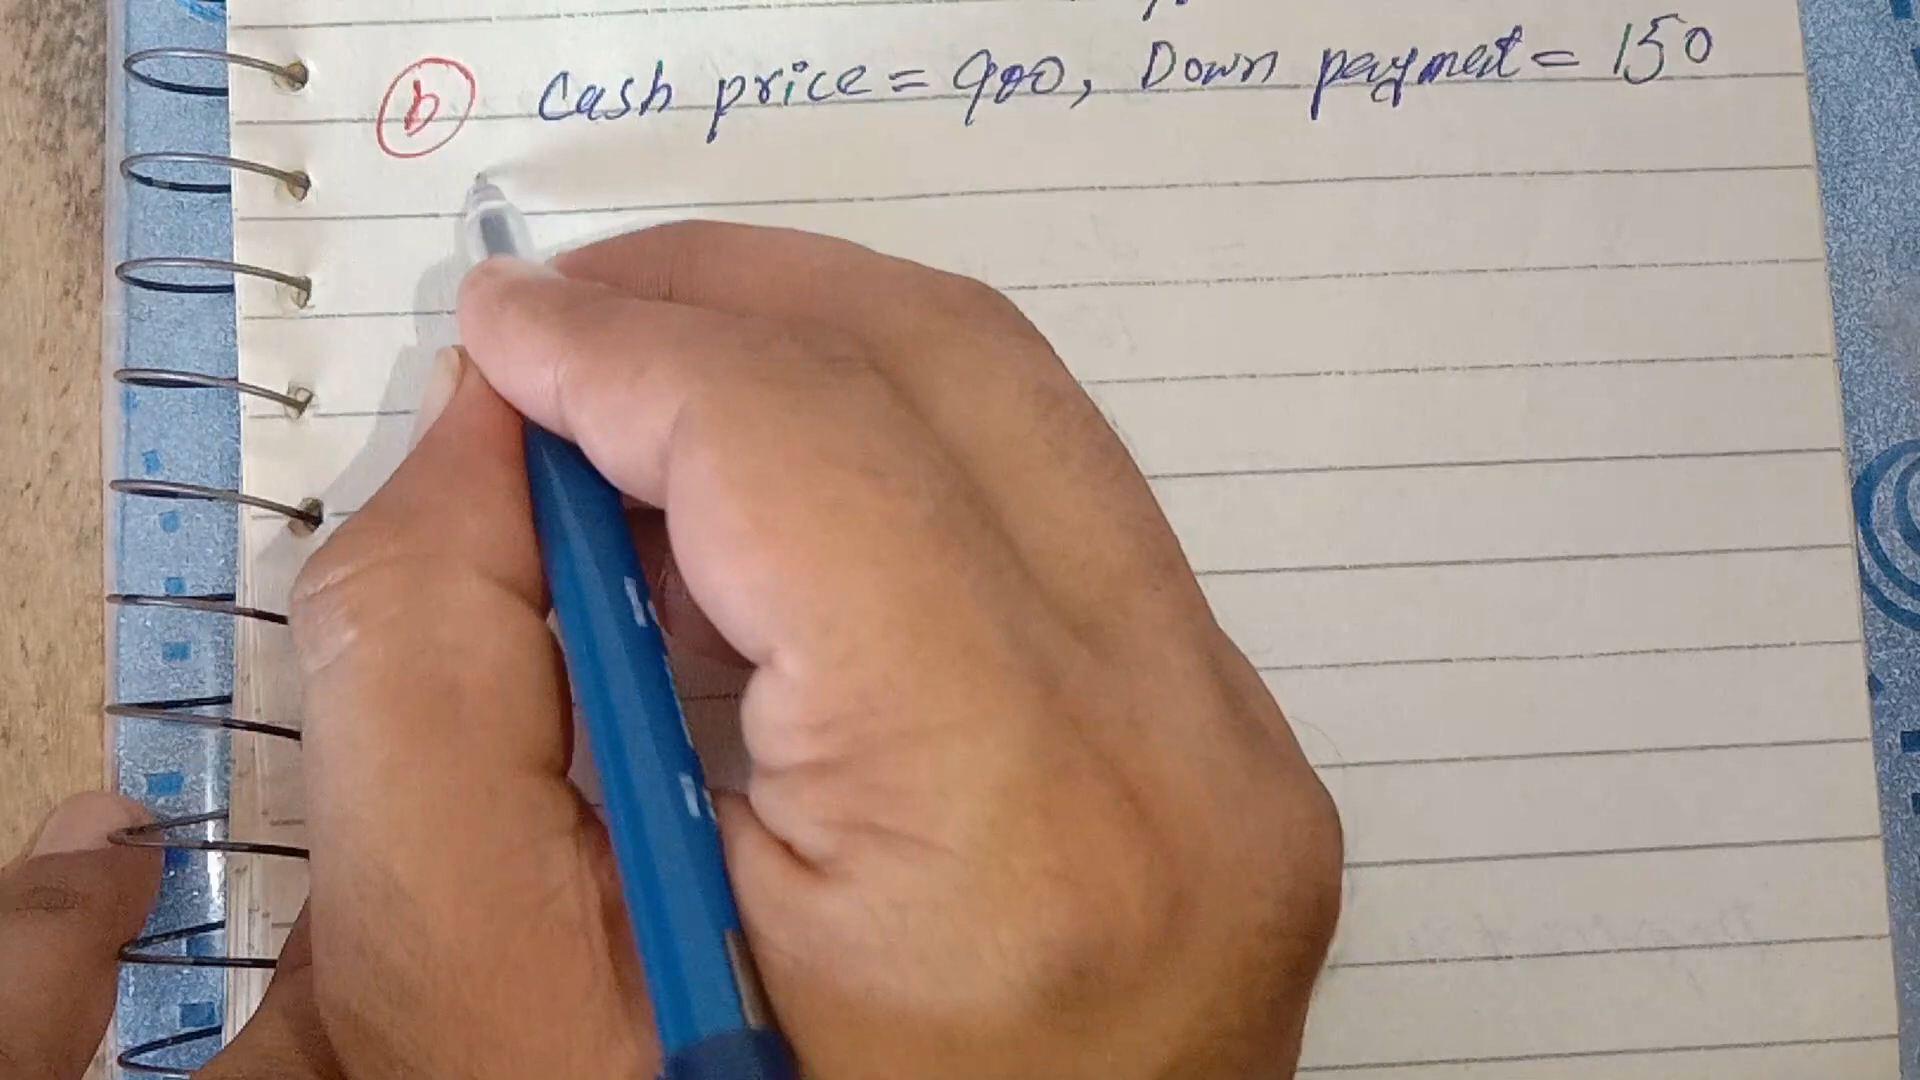 b Cash price = 900, Down payment = 150